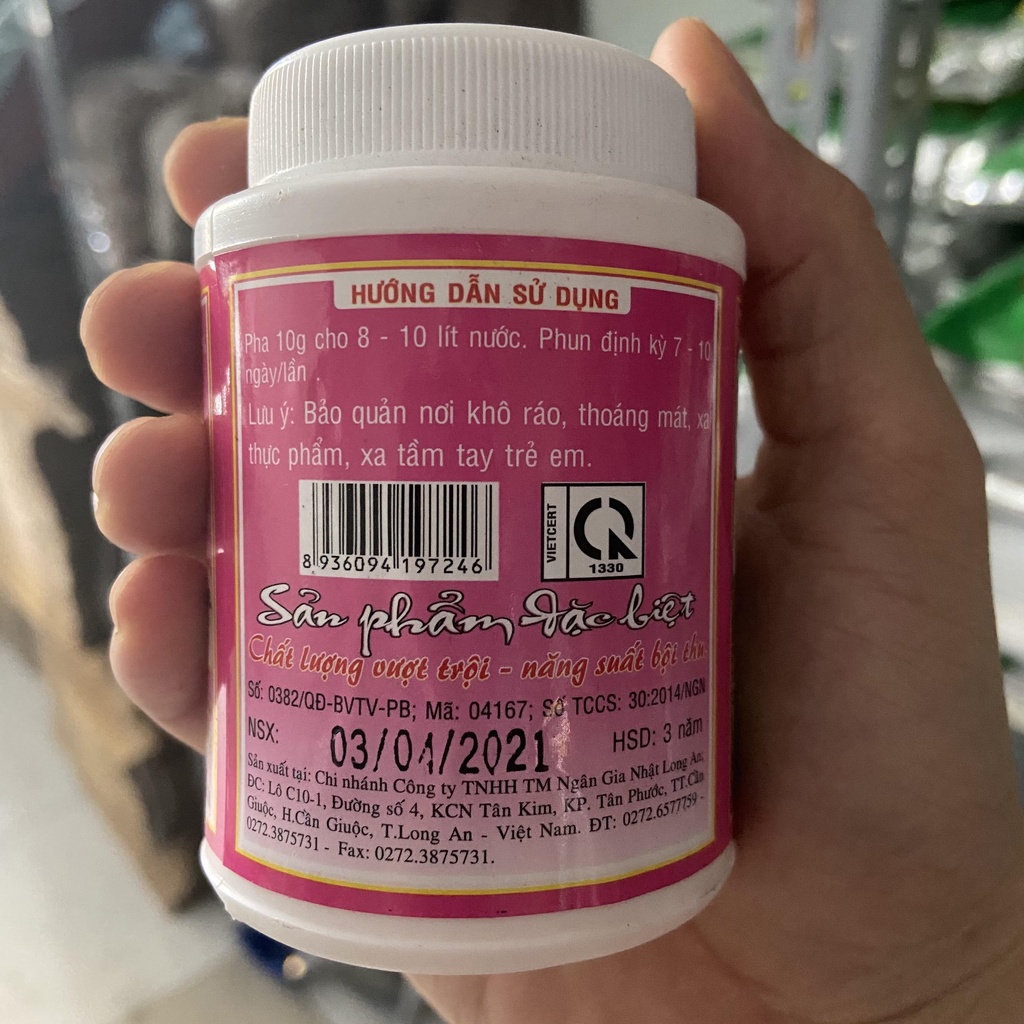 HƯỚNG DẪN SỬ DỤNG
Pha 10g cho 8 - 10 lít nước. Phun định kỳ 7 - 10
ngày/lần .
Lưu ý: Bảo quản nơi khô ráo, thoáng mát, xa
thực phẩm, xa tầm tay trẻ em.
8 936094 197246
VIETCERT
1330
Sản phẩm đặc biệt
Chất lượng vượt trội - năng suất bội thu
Số: 0382/QĐ-BVTV-PB; Mã: 04167; Số TCCS: 30:2014/NGN
NSX: 03/04/2021 HSD: 3 năm
Sản xuất tại: Chi nhánh Công ty TNHH TM Ngân Gia Nhật Long An,
ĐC: Lô C10-1, Đường số 4, KCN Tân Kim, KP. Tân Phước, TT.Cần
Giuộc, H.Cần Giuộc, T.Long An - Việt Nam. ĐT: 0272.6577759 -
0272.3875731 - Fax: 0272.3875731.